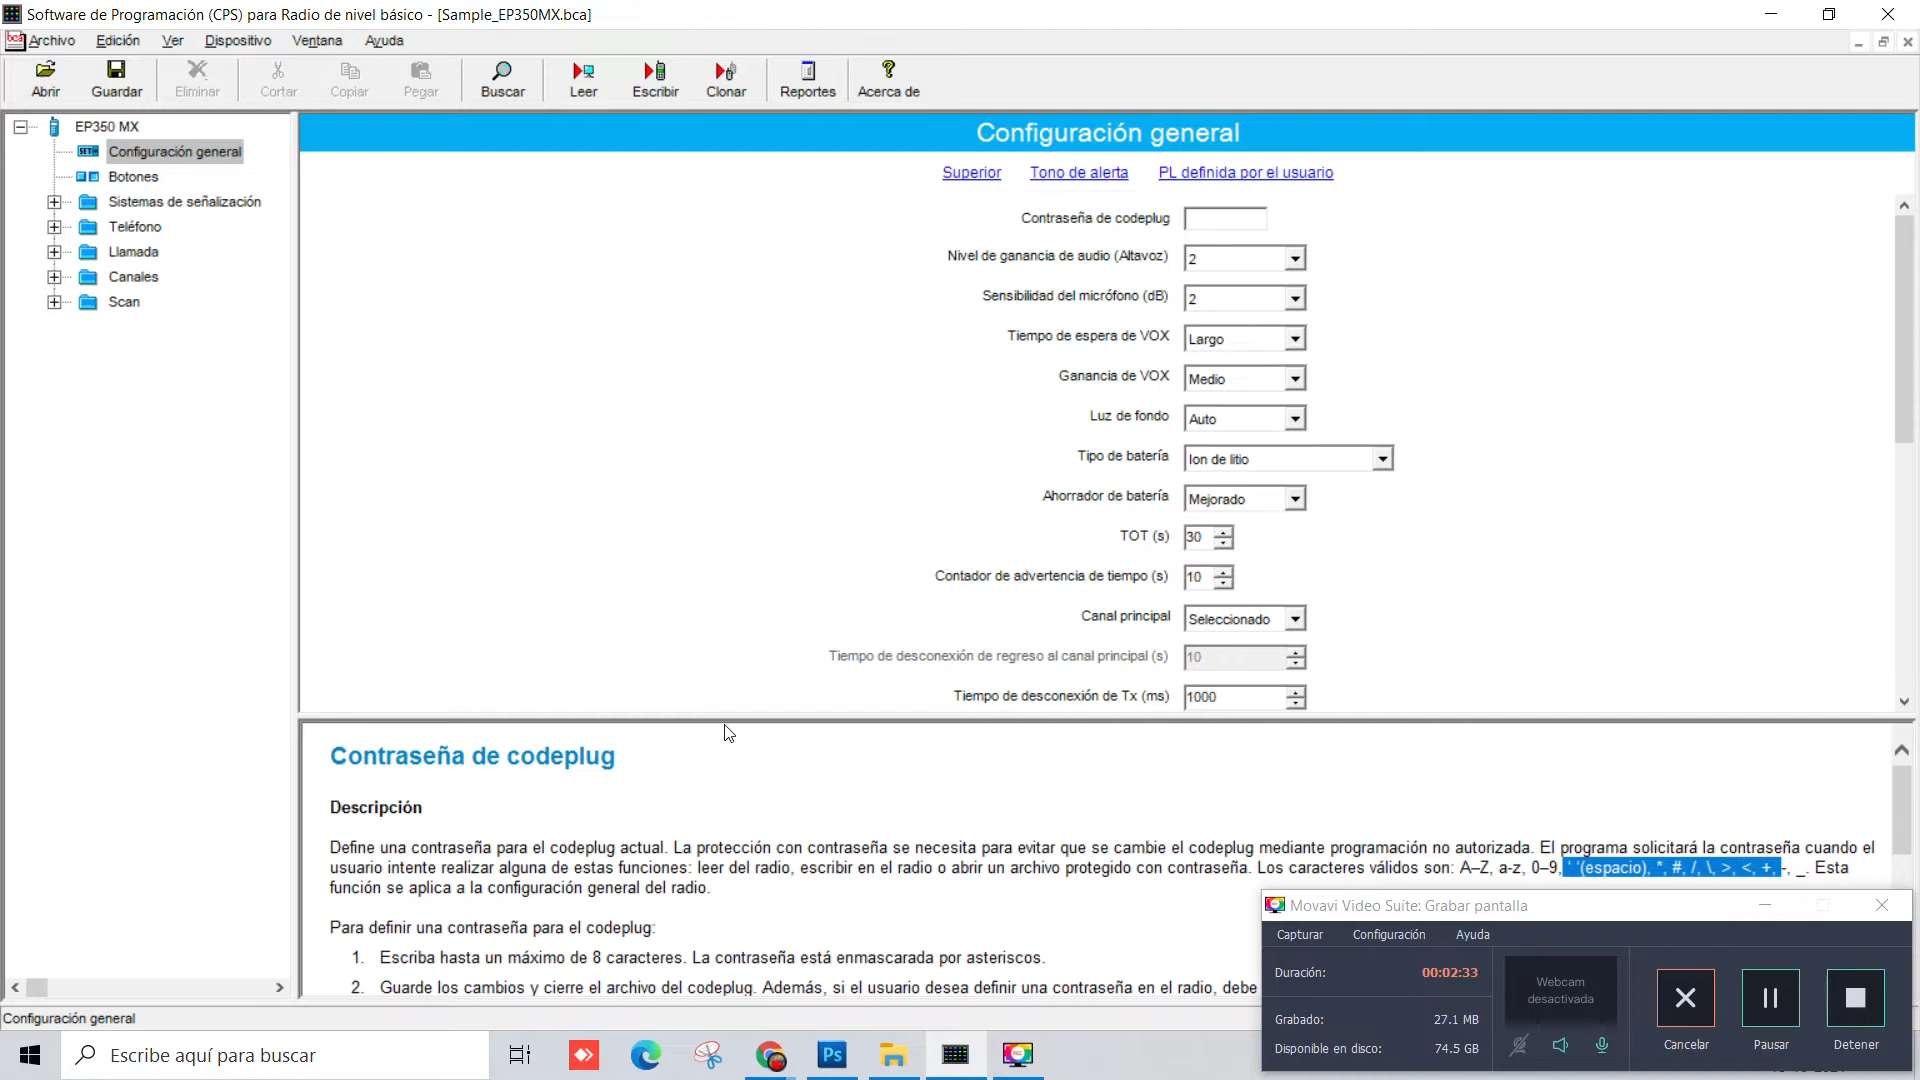 Software de Programación (CPS) para Radio de nivel básico - [Sample_EP350MX.bca]
Archivo Edición Ver Dispositivo Ventana Ayuda
Abrir Guardar Eliminar Cortar Copiar Pegar Buscar Leer Escribir Clonar Reportes Acerca de
EP350 MX
Configuración general
Botones
Sistemas de señalización
Teléfono
Llamada
Canales
Scan
Configuración general
Superior Tono de alerta PL definida por el usuario
Contraseña de codeplug
Nivel de ganancia de audio (Altavoz) 2
Sensibilidad del micrófono (dB) 2
Tiempo de espera de VOX Largo
Ganancia de VOX Medio
Luz de fondo Auto
Tipo de batería Ion de litio
Ahorrador de batería Mejorado
TOT (s) 30
Contador de advertencia de tiempo (s) 10
Canal principal Seleccionado
Tiempo de desconexión de regreso al canal principal (s) 10
Tiempo de desconexión de Tx (ms) 1000
Contraseña de codeplug
Descripción
Define una contraseña para el codeplug actual. La protección con contraseña se necesita para evitar que se cambie el codeplug mediante programación no autorizada. El programa solicitará la contraseña cuando el
usuario intente realizar alguna de estas funciones: leer del radio, escribir en el radio o abrir un archivo protegido con contraseña. Los caracteres válidos son: A–Z, a-z, 0–9, ' '(espacio), *, #, /, \, >, <, +, -, _. Esta
función se aplica a la configuración general del radio.
Para definir una contraseña para el codeplug:
1. Escriba hasta un máximo de 8 caracteres. La contraseña está enmascarada por asteriscos.
2. Guarde los cambios y cierre el archivo del codeplug. Además, si el usuario desea definir una contraseña en el radio, debe
Configuración general
Escribe aquí para buscar
Ps
Movavi Video Suite: Grabar pantalla
Capturar Configuración Ayuda
Duración: 00:02:33
Grabado: 27.1 MB
Disponible en disco: 74.5 GB
Webcam
desactivada
Cancelar Pausar Detener